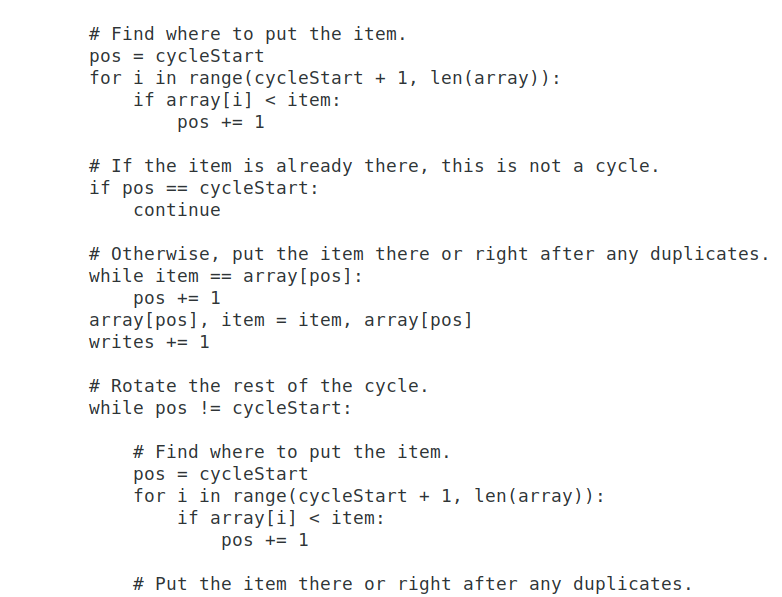 # Find where to put the item.
pos = cycleStart
for i in range(cycleStart + 1, len(array)):
    if array[i] < item:
        pos += 1

# If the item is already there, this is not a cycle.
if pos == cycleStart:
    continue

# Otherwise, put the item there or right after any duplicates.
while item == array[pos]:
    pos += 1
array[pos], item = item, array[pos]
writes += 1

# Rotate the rest of the cycle.
while pos != cycleStart:

    # Find where to put the item.
    pos = cycleStart
    for i in range(cycleStart + 1, len(array)):
        if array[i] < item:
            pos += 1

    # Put the item there or right after any duplicates.